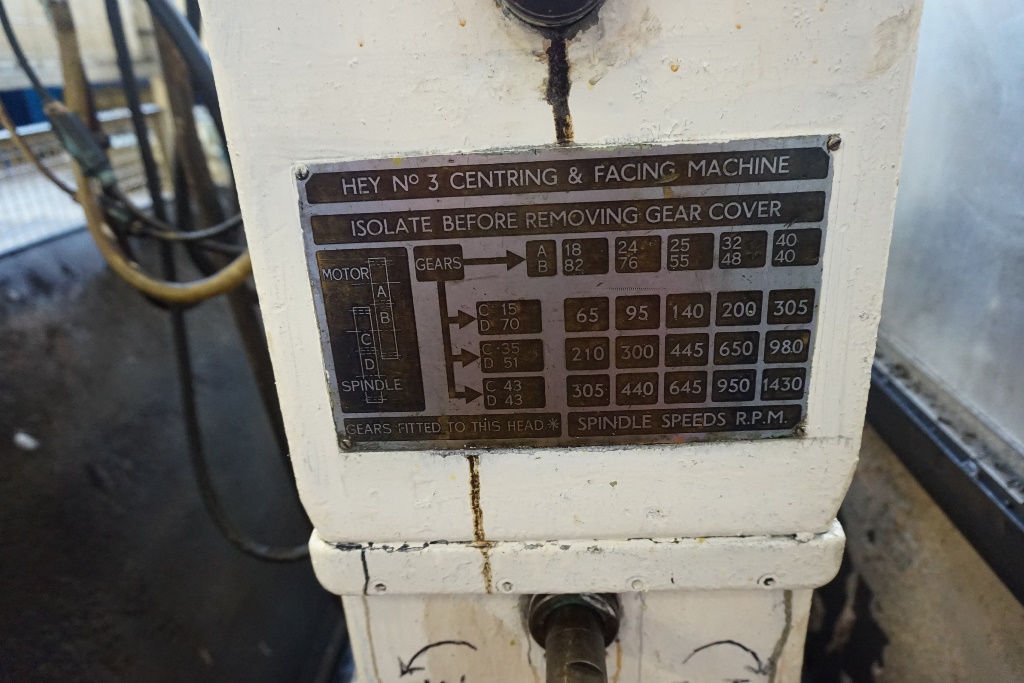 HEY Nº 3 CENTRING & FACING MACHINE
ISOLATE BEFORE REMOVING GEAR COVER
MOTOR
A
B
C
D
SPINDLE
GEARS
A 18 24 25 32 40
B 82 76 55 48 40
C 15
D 70
65 95 140 200 305
C 35
D 51
210 300 445 650 980
C 43
D 43
305 440 645 950 1430
GEARS FITTED TO THIS HEAD *
SPINDLE SPEEDS R.P.M.